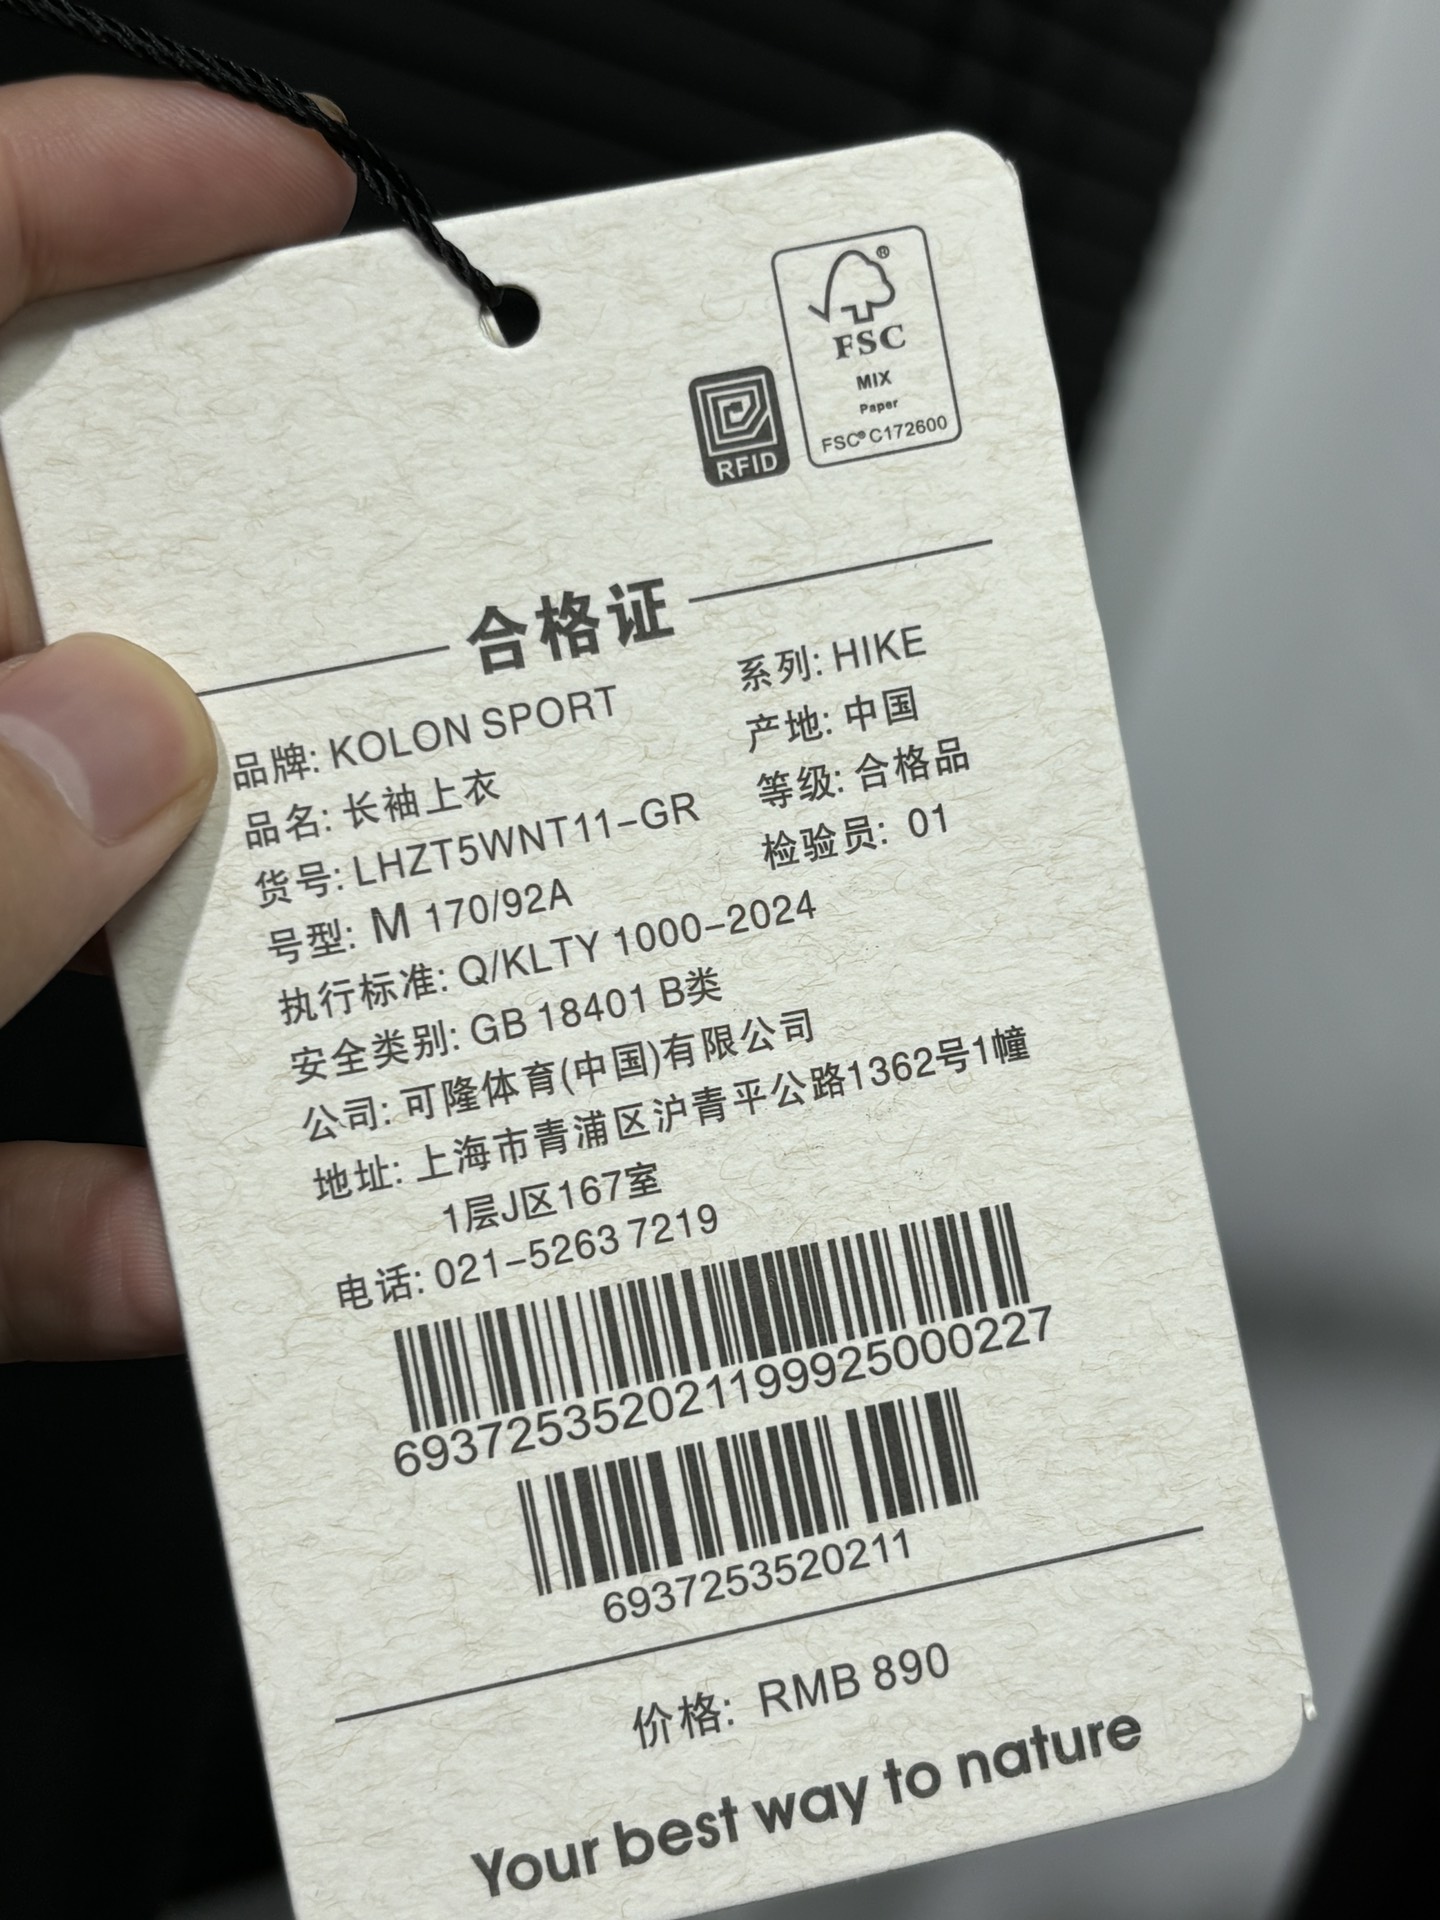 FSC®
MIX
Paper
FSC® C172600
RFID
合格证
品牌: KOLON SPORT
系列: HIKE
品名: 长袖上衣
产地: 中国
货号: LHZT5WNT11-GR
等级: 合格品
号型: M 170/92A
检验员: 01
执行标准: Q/KLTY 1000-2024
安全类别: GB 18401 B类
公司: 可隆体育(中国)有限公司
地址: 上海市青浦区沪青平公路1362号1幢
1层J区167室
电话: 021-5263 7219
693725352021199925000227
6937253520211
价格: RMB 890
Your best way to nature